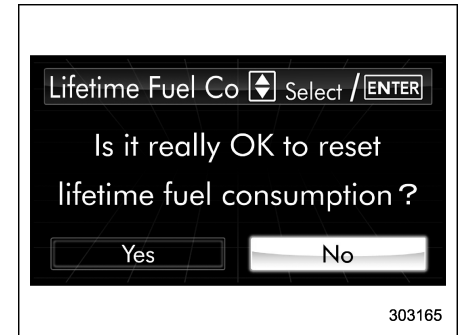 Lifetime Fuel Co Select / ENTER
Is it really OK to reset
lifetime fuel consumption ?
Yes No
303165